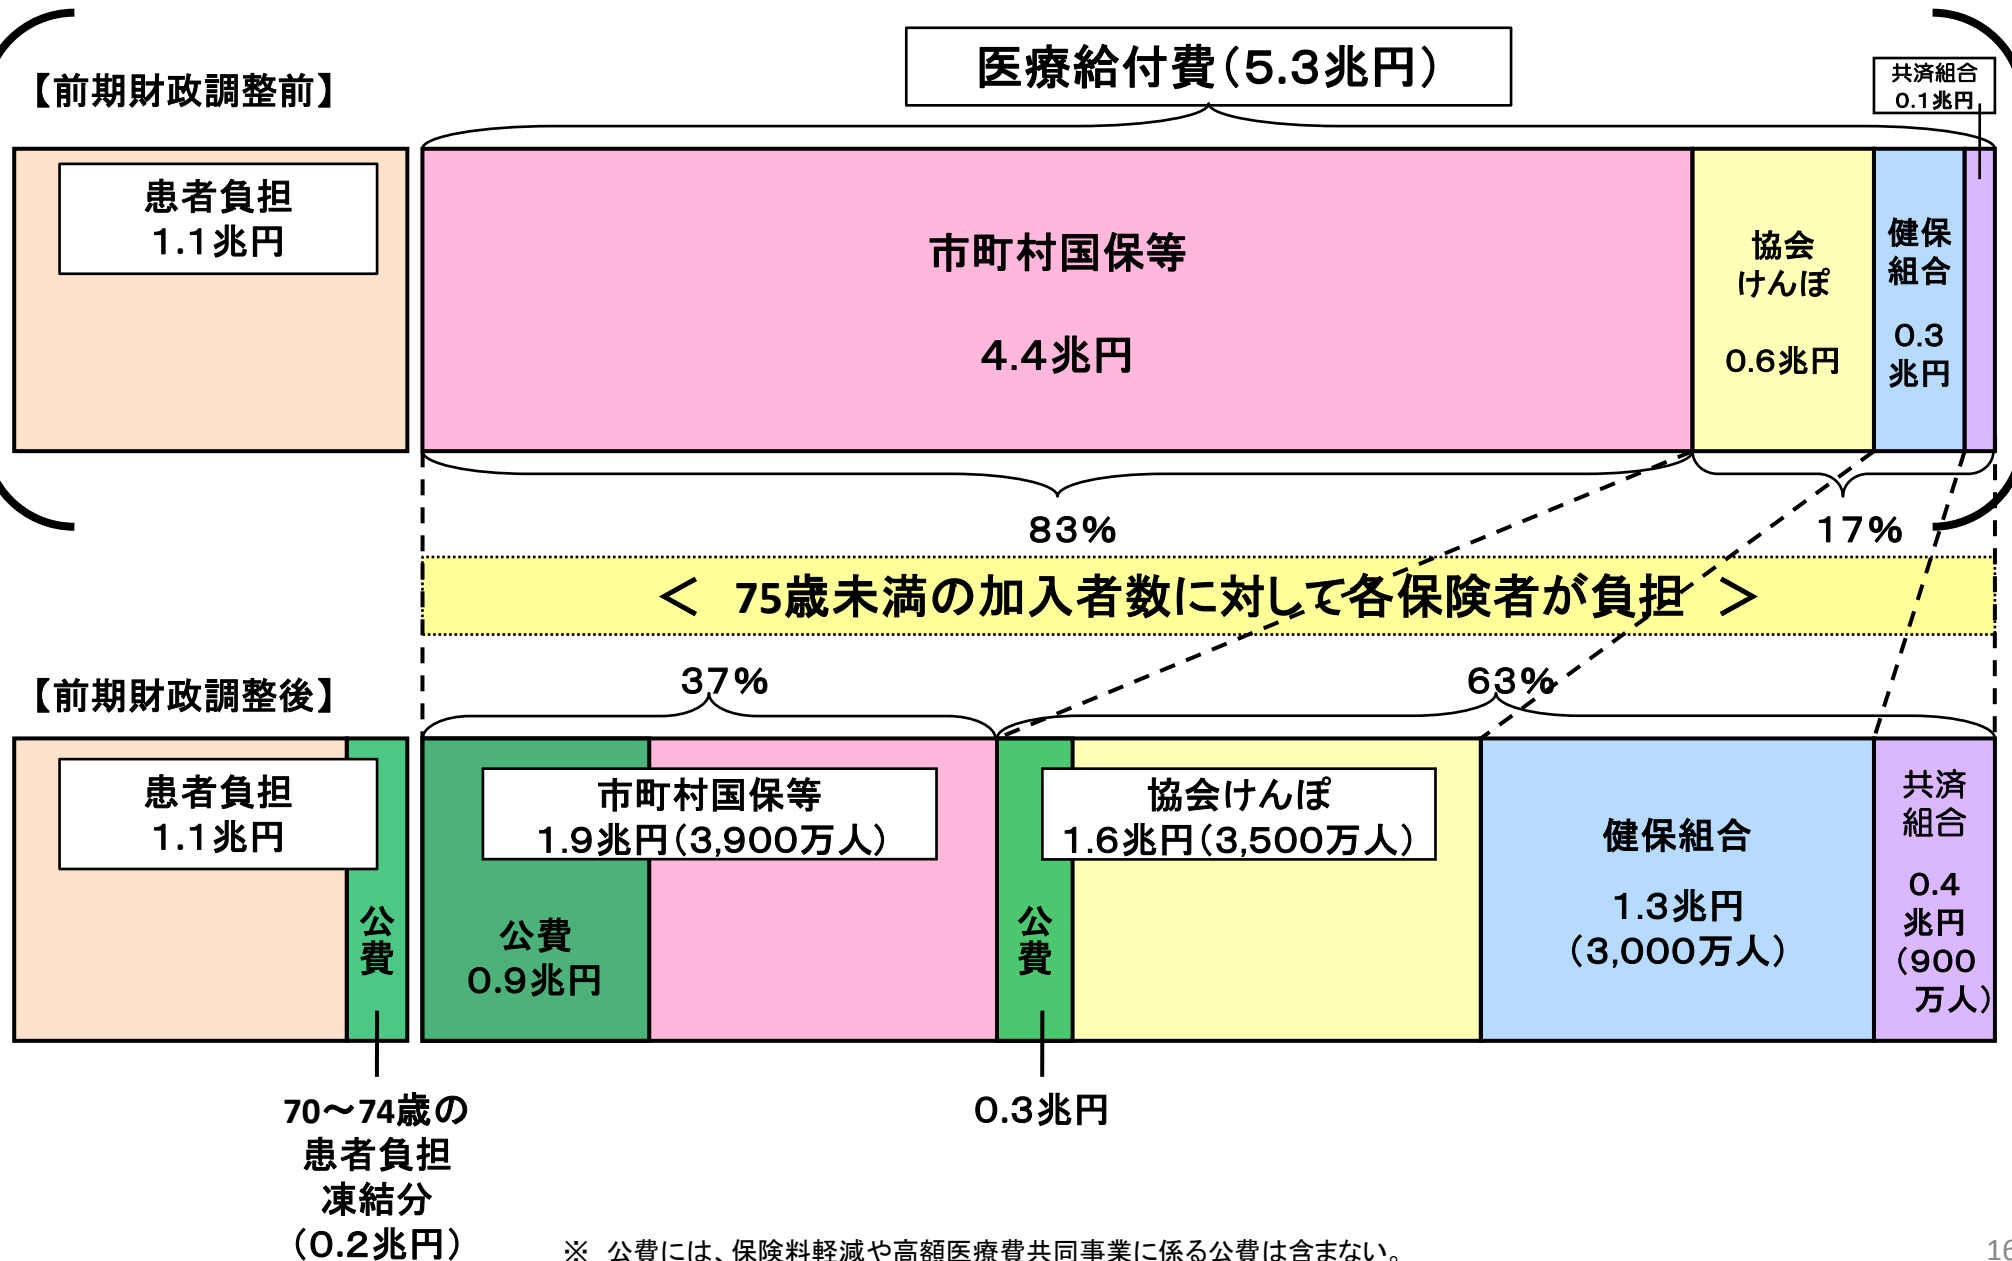 医療給付費（５.３兆円）
共済組合
０.１兆円
【前期財政調整前】
患者負担
１.１兆円
市町村国保等
４.４兆円
協会
けんぽ
０.６兆円
健保
組合
０.３
兆円
８３％
１７％
＜ 75歳未満の加入者数に対して各保険者が負担 ＞
３７％
６３％
【前期財政調整後】
患者負担
１.１兆円
公
費
市町村国保等
１.９兆円（３,９００万人）
公費
０.９兆円
公
費
協会けんぽ
１.６兆円（３,５００万人）
健保組合
１.３兆円
（３,０００万人）
共済
組合
０.４
兆円
（９００
万人）
70～74歳の
患者負担
凍結分
（０.２兆円）
０.３兆円
※ 公費には、保険料軽減や高額医療費共同事業に係る公費は含まない。
16